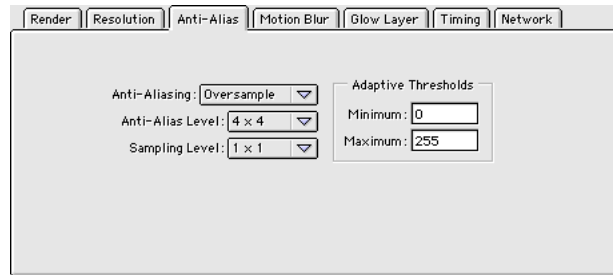 Render Resolution Anti-Alias Motion Blur Glow Layer Timing Network
Anti-Aliasing: Oversample
Anti-Alias Level: 4 × 4
Sampling Level: 1 × 1
Adaptive Thresholds
Minimum: 0
Maximum: 255